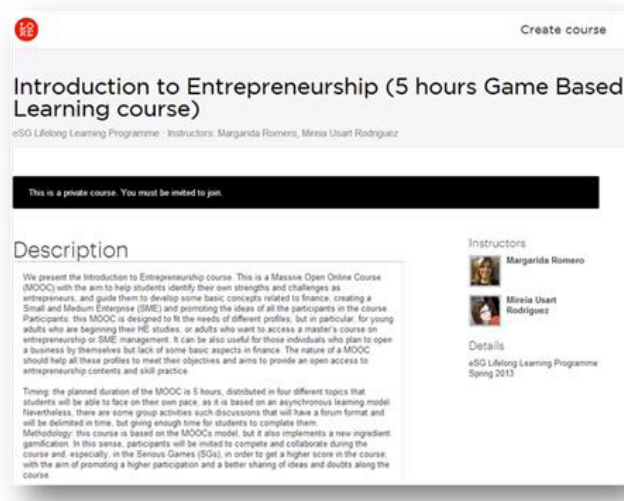 LO
RE
Create course
Introduction to Entrepreneurship (5 hours Game Based
Learning course)
eSG Lifelong Learning Programme · Instructors: Margarida Romero, Mireia Usart Rodriguez
This is a private course. You must be invited to join.
Description
We present the Introduction to Entrepreneurship course. This is a Massive Open Online Course
(MOOC) with the aim to help students identify their own strengths and challenges as
entrepreneurs, and guide them to develop some basic concepts related to finance, creating a
Small and Medium Enterprise (SME) and promoting the ideas of all the participants in the course.
Participants: this MOOC is designed to fit the needs of different profiles, but in particular, for young
adults who are beginning their HE studies, or adults who want to access a master's course on
entrepreneurship or SME management. It can be also useful for those individuals who plan to open
a business by themselves but lack of some basic aspects in finance. The nature of a MOOC
should help all these profiles to meet their objectives and aims to provide an open access to
entrepreneurship contents and skill practice.
Timing: the planned duration of the MOOC is 5 hours, distributed in four different topics that
students will be able to face on their own pace, as it is based on an asynchronous learning model.
Nevertheless, there are some group activities such discussions that will have a forum format and
will be delimited in time, but giving enough time for students to complete them.
Methodology: this course is based on the MOOCs model, but it also implements a new ingredient:
gamification. In this sense, participants will be invited to compete and collaborate during the
course and, especially, in the Serious Games (SGs), in order to get a higher score in the course;
with the aim of promoting a higher participation and a better sharing of ideas and doubts along the
course.
Instructors
Margarida Romero
Mireia Usart
Rodriguez
Details
eSG Lifelong Learning Programme
Spring 2013